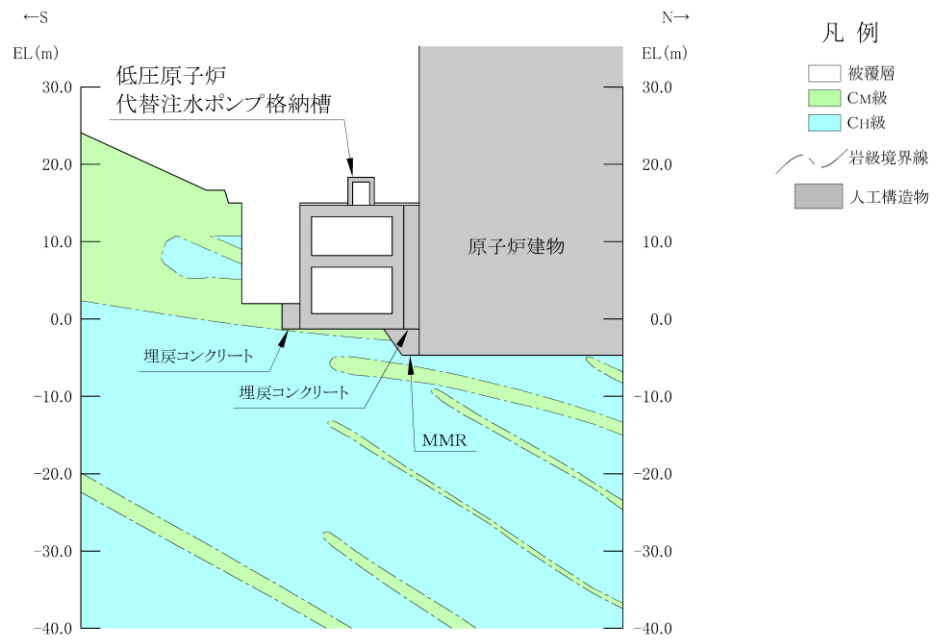 ←S
N→
EL(m)
EL(m)
凡 例
被覆層
CM級
CH級
岩級境界線
人工構造物
低圧原子炉
代替注水ポンプ格納槽
原子炉建物
埋戻コンクリート
埋戻コンクリート
MMR
30.0
20.0
10.0
0.0
-10.0
-20.0
-30.0
-40.0
30.0
20.0
10.0
0.0
-10.0
-20.0
-30.0
-40.0